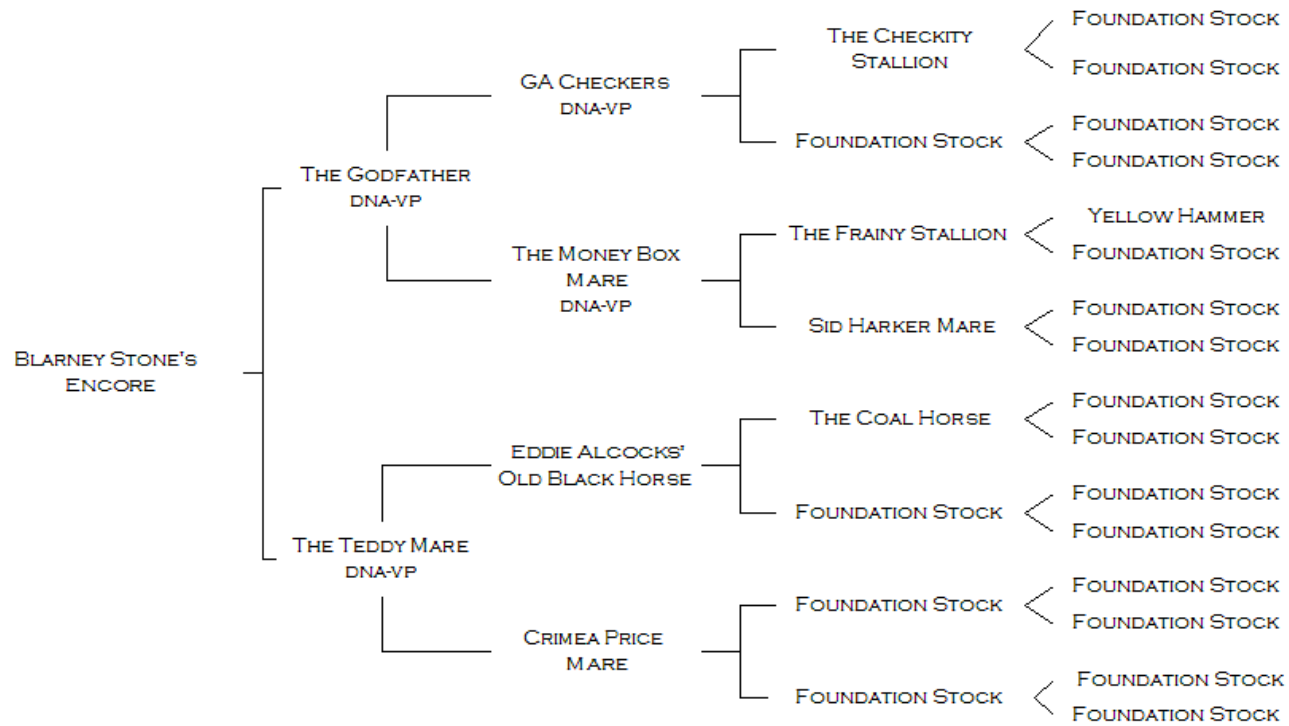 Foundation Stock
The Checkity
Stallion
Foundation Stock
GA Checkers
DNA-VP
Foundation Stock
Foundation Stock
Foundation Stock
The Godfather
DNA-VP
Yellow Hammer
The Frainy Stallion
Foundation Stock
The Money Box
Mare
DNA-VP
Foundation Stock
Sid Harker Mare
Foundation Stock
Blarney Stone's
Encore
Foundation Stock
The Coal Horse
Foundation Stock
Eddie Alcocks'
Old Black Horse
Foundation Stock
Foundation Stock
Foundation Stock
The Teddy Mare
DNA-VP
Foundation Stock
Foundation Stock
Foundation Stock
Crimea Price
Mare
Foundation Stock
Foundation Stock
Foundation Stock